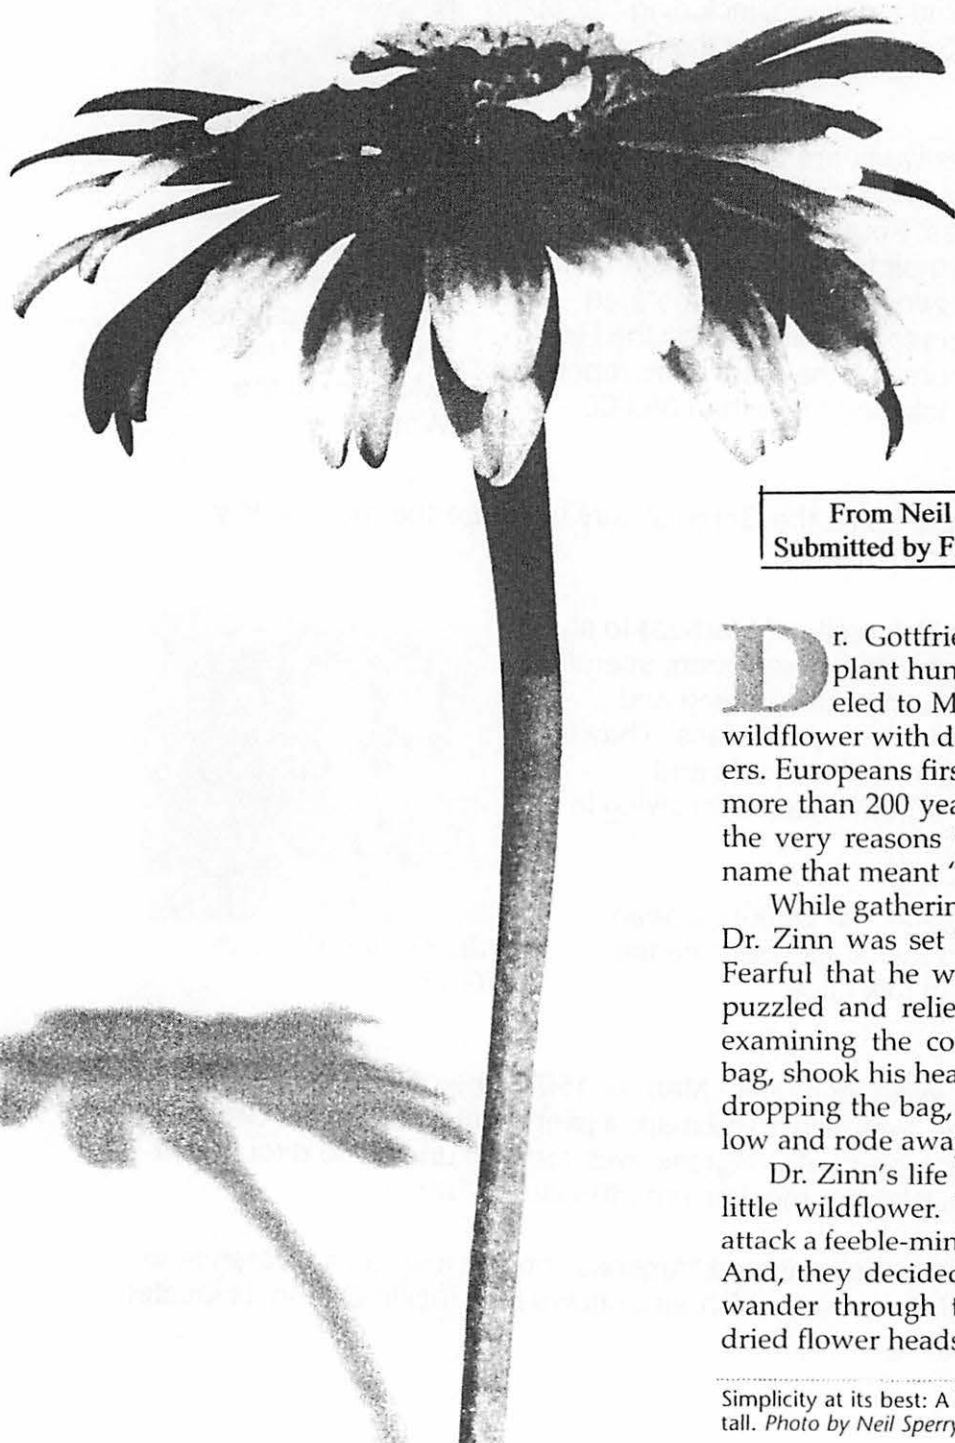 From Neil
Submitted by F
Dr. Gottfrie
plant hun
eled to M
wildflower with d
ers. Europeans firs
more than 200 yea
the very reasons
name that meant '
While gatherin
Dr. Zinn was set
Fearful that he w
puzzled and relie
examining the co
bag, shook his hea
dropping the bag,
low and rode awa
Dr. Zinn's life
little wildflower.
attack a feeble-min
And, they decided
wander through f
dried flower heads
Simplicity at its best: A
tall. Photo by Neil Sperry